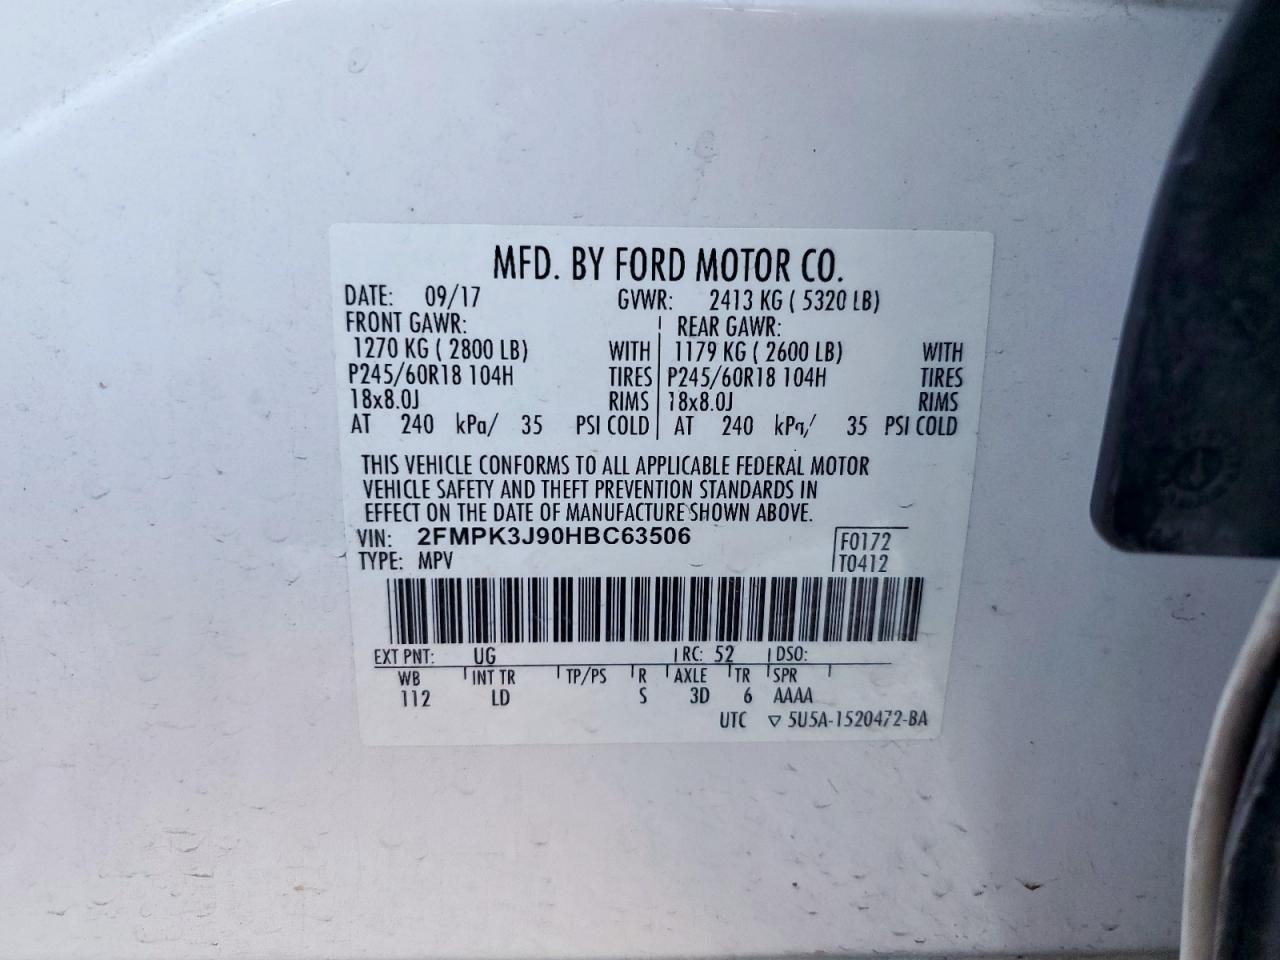 MFD. BY FORD MOTOR CO.
DATE: 09/17 GVWR: 2413 KG ( 5320 LB)
FRONT GAWR: REAR GAWR:
1270 KG ( 2800 LB) WITH 1179 KG ( 2600 LB) WITH
P245/60R18 104H TIRES P245/60R18 104H TIRES
18x8.0J RIMS 18x8.0J RIMS
AT 240 kPa/ 35 PSI COLD AT 240 kPa/ 35 PSI COLD
THIS VEHICLE CONFORMS TO ALL APPLICABLE FEDERAL MOTOR
VEHICLE SAFETY AND THEFT PREVENTION STANDARDS IN
EFFECT ON THE DATE OF MANUFACTURE SHOWN ABOVE.
VIN: 2FMPK3J90HBC63506 F0172
TYPE: MPV T0412
EXT PNT: UG RC: 52 DSO:
WB INT TR TP/PS R AXLE TR SPR
112 LD S 3D 6 AAAA
UTC ▽ 5U5A-1520472-BA